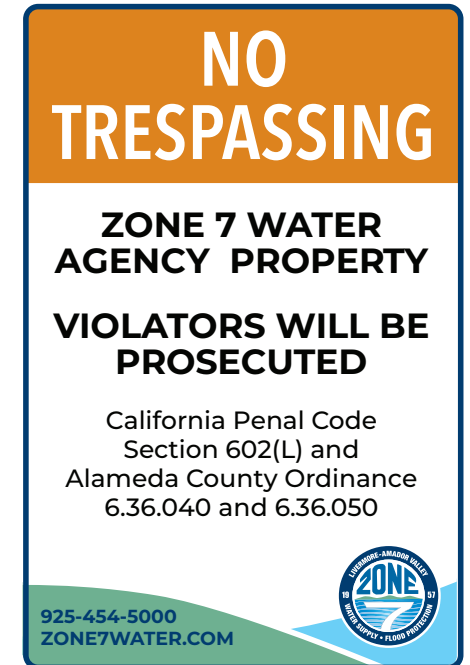 NO
TRESPASSING
ZONE 7 WATER
AGENCY PROPERTY
VIOLATORS WILL BE
PROSECUTED
California Penal Code
Section 602(L) and
Alameda County Ordinance
6.36.040 and 6.36.050
925-454-5000
ZONE7WATER.COM
LIVERMORE-AMADOR VALLEY
ZONE
19 57
7
WATER SUPPLY • FLOOD PROTECTION